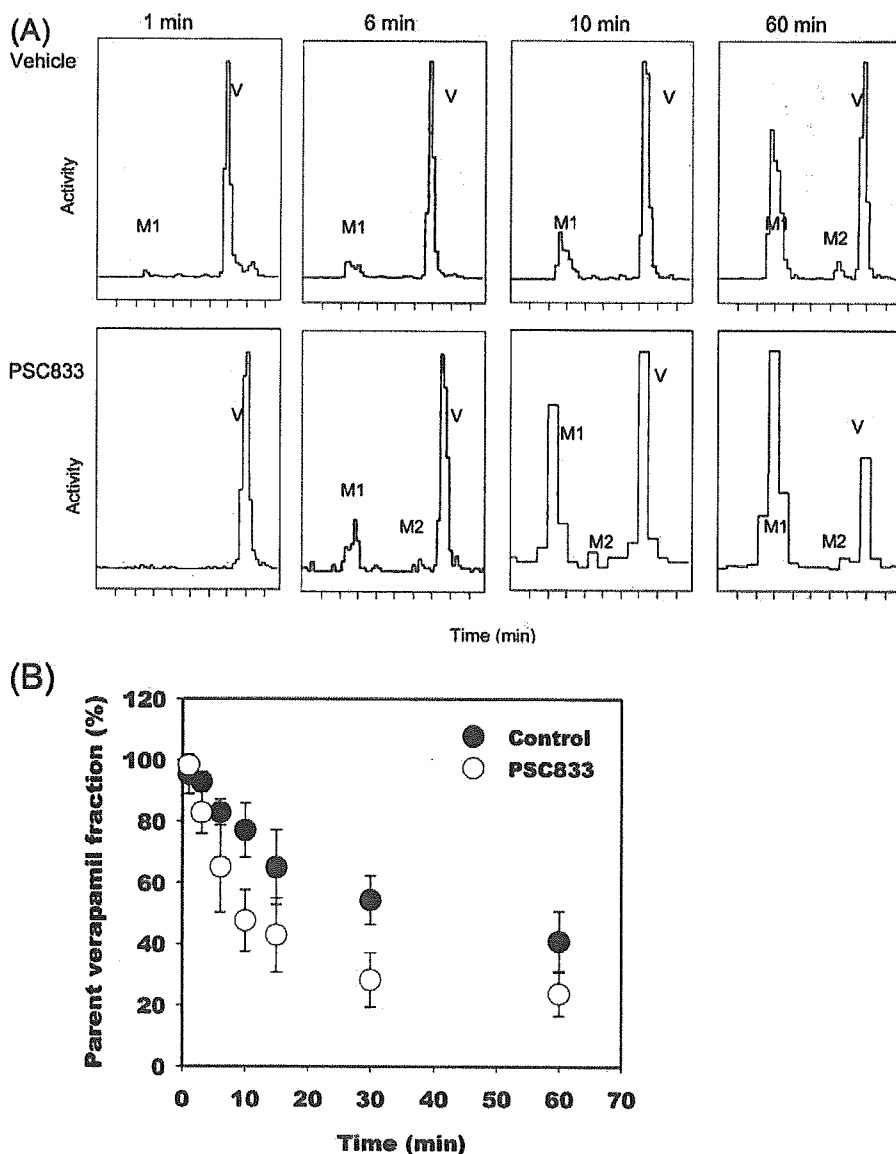 (A)
1 min 6 min 10 min 60 min
Vehicle
Activity
M1 V
M1 V
M1 V
M1 M2 V
PSC833
Activity
V
M1 M2 V
M1 M2 V
M1 M2 V
Time (min)
(B)
Parent verapamil fraction (%)
120
100
80
60
40
20
0
Control
PSC833
0 10 20 30 40 50 60 70
Time (min)